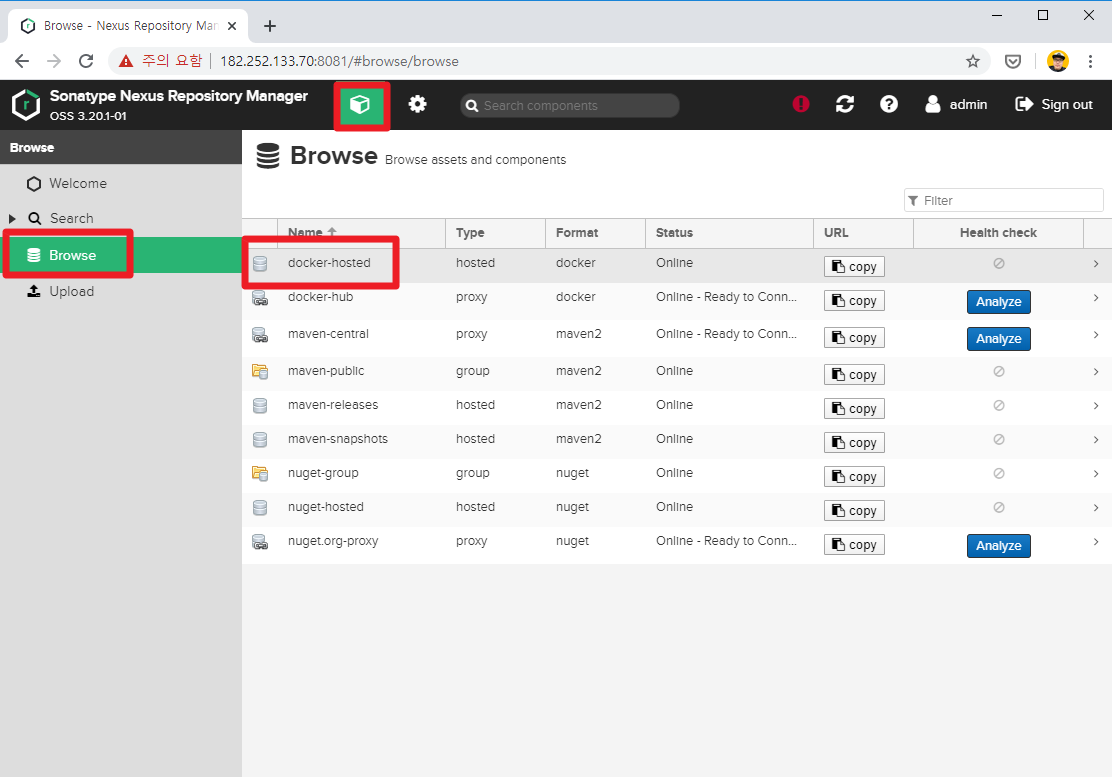 Browse - Nexus Repository Man
주의 요함 182.252.133.70:8081/#browse/browse
Sonatype Nexus Repository Manager
OSS 3.20.1-01
Search components
admin
Sign out
Browse
Welcome
Search
Browse
Upload
Browse Browse assets and components
Filter
Name Type Format Status URL Health check
docker-hosted hosted docker Online copy
docker-hub proxy docker Online - Ready to Conn... copy Analyze
maven-central proxy maven2 Online - Ready to Conn... copy Analyze
maven-public group maven2 Online copy
maven-releases hosted maven2 Online copy
maven-snapshots hosted maven2 Online copy
nuget-group group nuget Online copy
nuget-hosted hosted nuget Online copy
nuget.org-proxy proxy nuget Online - Ready to Conn... copy Analyze